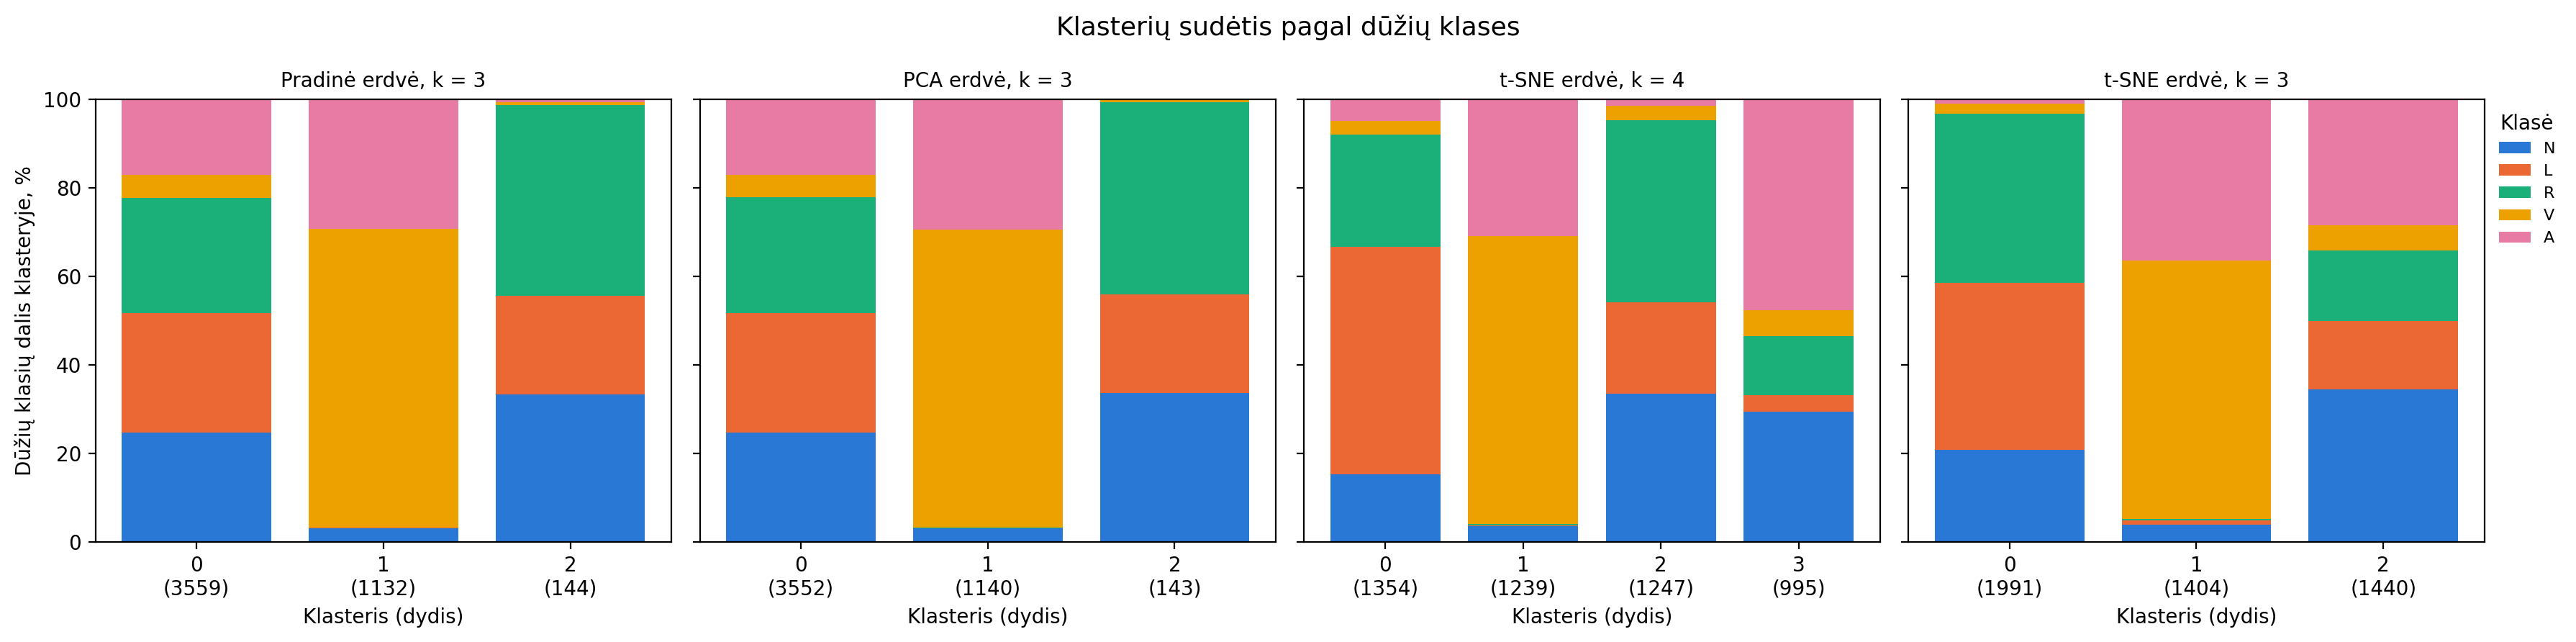 Klasterių sudėtis pagal dūžių klases
Pradinė erdvė, k = 3
PCA erdvė, k = 3
t-SNE erdvė, k = 4
t-SNE erdvė, k = 3
Dūžių klasių dalis klasteryje, %
100
80
60
40
20
0
0 1 2
(3559) (1132) (144)
Klasteris (dydis)
0 1 2
(3552) (1140) (143)
Klasteris (dydis)
0 1 2 3
(1354) (1239) (1247) (995)
Klasteris (dydis)
0 1 2
(1991) (1404) (1440)
Klasteris (dydis)
Klasė
N
L
R
V
A